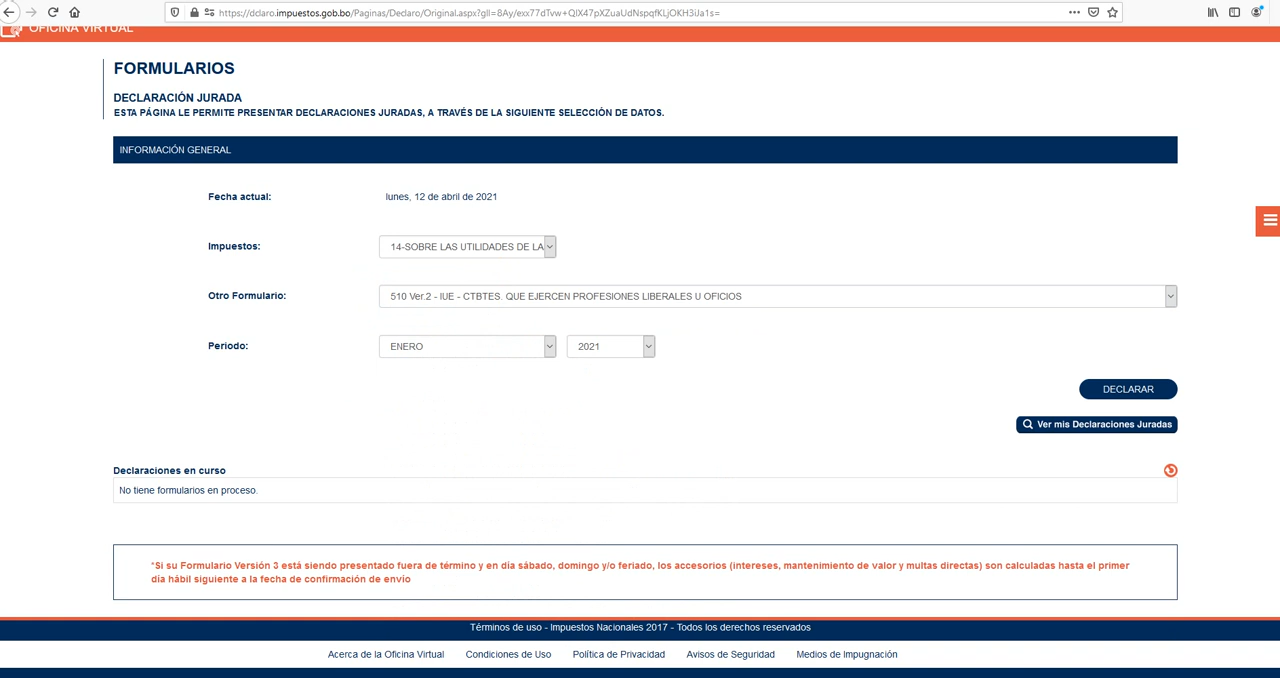 https://ddclaro.impuestos.gob.bo/Paginas/Declaro/Original.aspx?gll=
OFICINA VIRTUAL
FORMULARIOS
DECLARACIÓN JURADA
ESTA PÁGINA LE PERMITE PRESENTAR DECLARACIONES JURADAS, A TRAVÉS DE LA SIGUIENTE SELECCIÓN DE DATOS.
INFORMACIÓN GENERAL
Fecha actual: lunes, 12 de abril de 2021
Impuestos: 14-SOBRE LAS UTILIDADES DE LA
Otro Formulario: 510 Ver.2 - IUE - CTBTES. QUE EJERCEN PROFESIONES LIBERALES U OFICIOS
Periodo: ENERO 2021
DECLARAR
Ver mis Declaraciones Juradas
Declaraciones en curso
No tiene formularios en proceso.
*Si su Formulario Versión 3 está siendo presentado fuera de término y en día sábado, domingo y/o feriado, los accesorios (intereses, mantenimiento de valor y multas directas) son calculadas hasta el primer
día hábil siguiente a la fecha de confirmación de envío
Términos de uso - Impuestos Nacionales 2017 - Todos los derechos reservados
Acerca de la Oficina Virtual Condiciones de Uso Política de Privacidad Avisos de Seguridad Medios de Impugnación